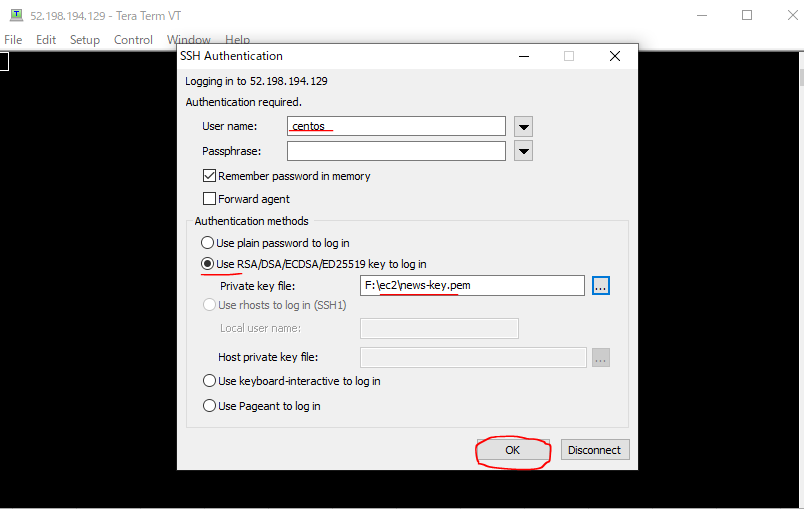 52.198.194.129 - Tera Term VT
File Edit Setup Control Window Help
SSH Authentication
Logging in to 52.198.194.129
Authentication required.
User name: centos
Passphrase:
Remember password in memory
Forward agent
Authentication methods
Use plain password to log in
Use RSA/DSA/ECDSA/ED25519 key to log in
Private key file: F:\ec2\news-key.pem ...
Use rhosts to log in (SSH1)
Local user name:
Host private key file: ...
Use keyboard-interactive to log in
Use Pageant to log in
OK Disconnect